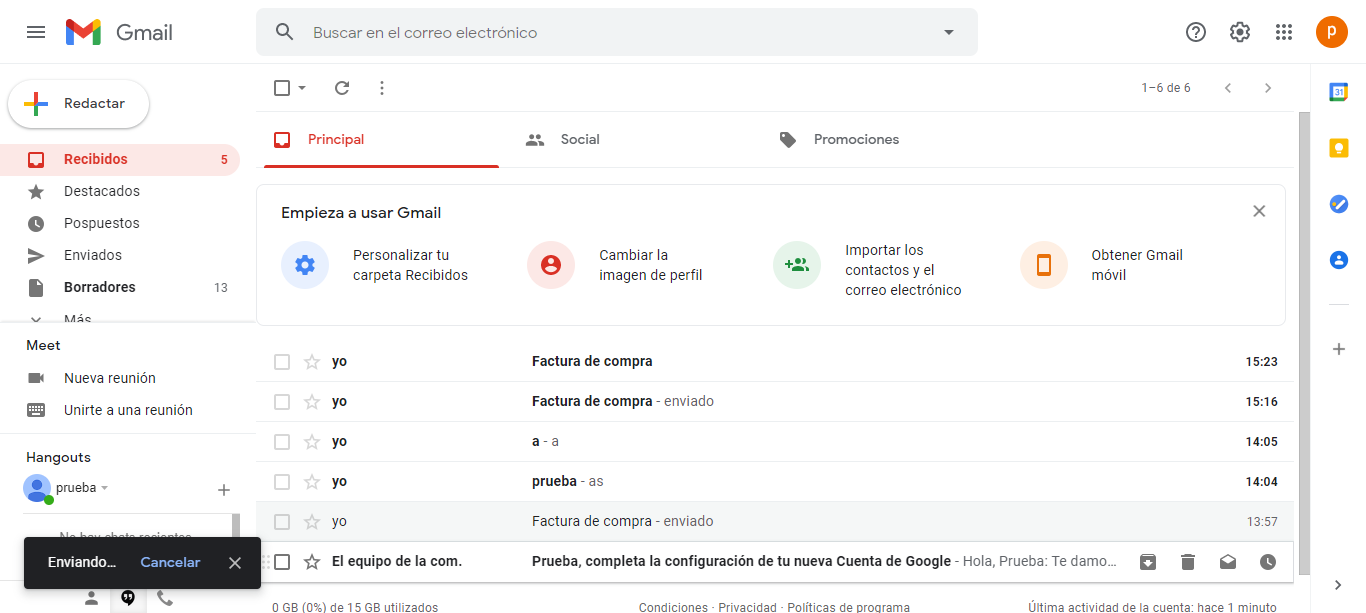 Gmail
Buscar en el correo electrónico
P
Redactar
1–6 de 6
31
Recibidos 5
Destacados
Pospuestos
Enviados
Borradores 13
Más
Principal
Social
Promociones
Empieza a usar Gmail
Personalizar tu
carpeta Recibidos
Cambiar la
imagen de perfil
Importar los
contactos y el
correo electrónico
Obtener Gmail
móvil
Meet
Nueva reunión
Unirte a una reunión
Hangouts
prueba
No hay chats recientes
Enviando... Cancelar
yo Factura de compra 15:23
yo Factura de compra - enviado 15:16
yo a - a 14:05
yo prueba - as 14:04
yo Factura de compra - enviado 13:57
El equipo de la com. Prueba, completa la configuración de tu nueva Cuenta de Google - Hola, Prueba: Te damo...
0 GB (0%) de 15 GB utilizados
Condiciones · Privacidad · Políticas de programa
Última actividad de la cuenta: hace 1 minuto